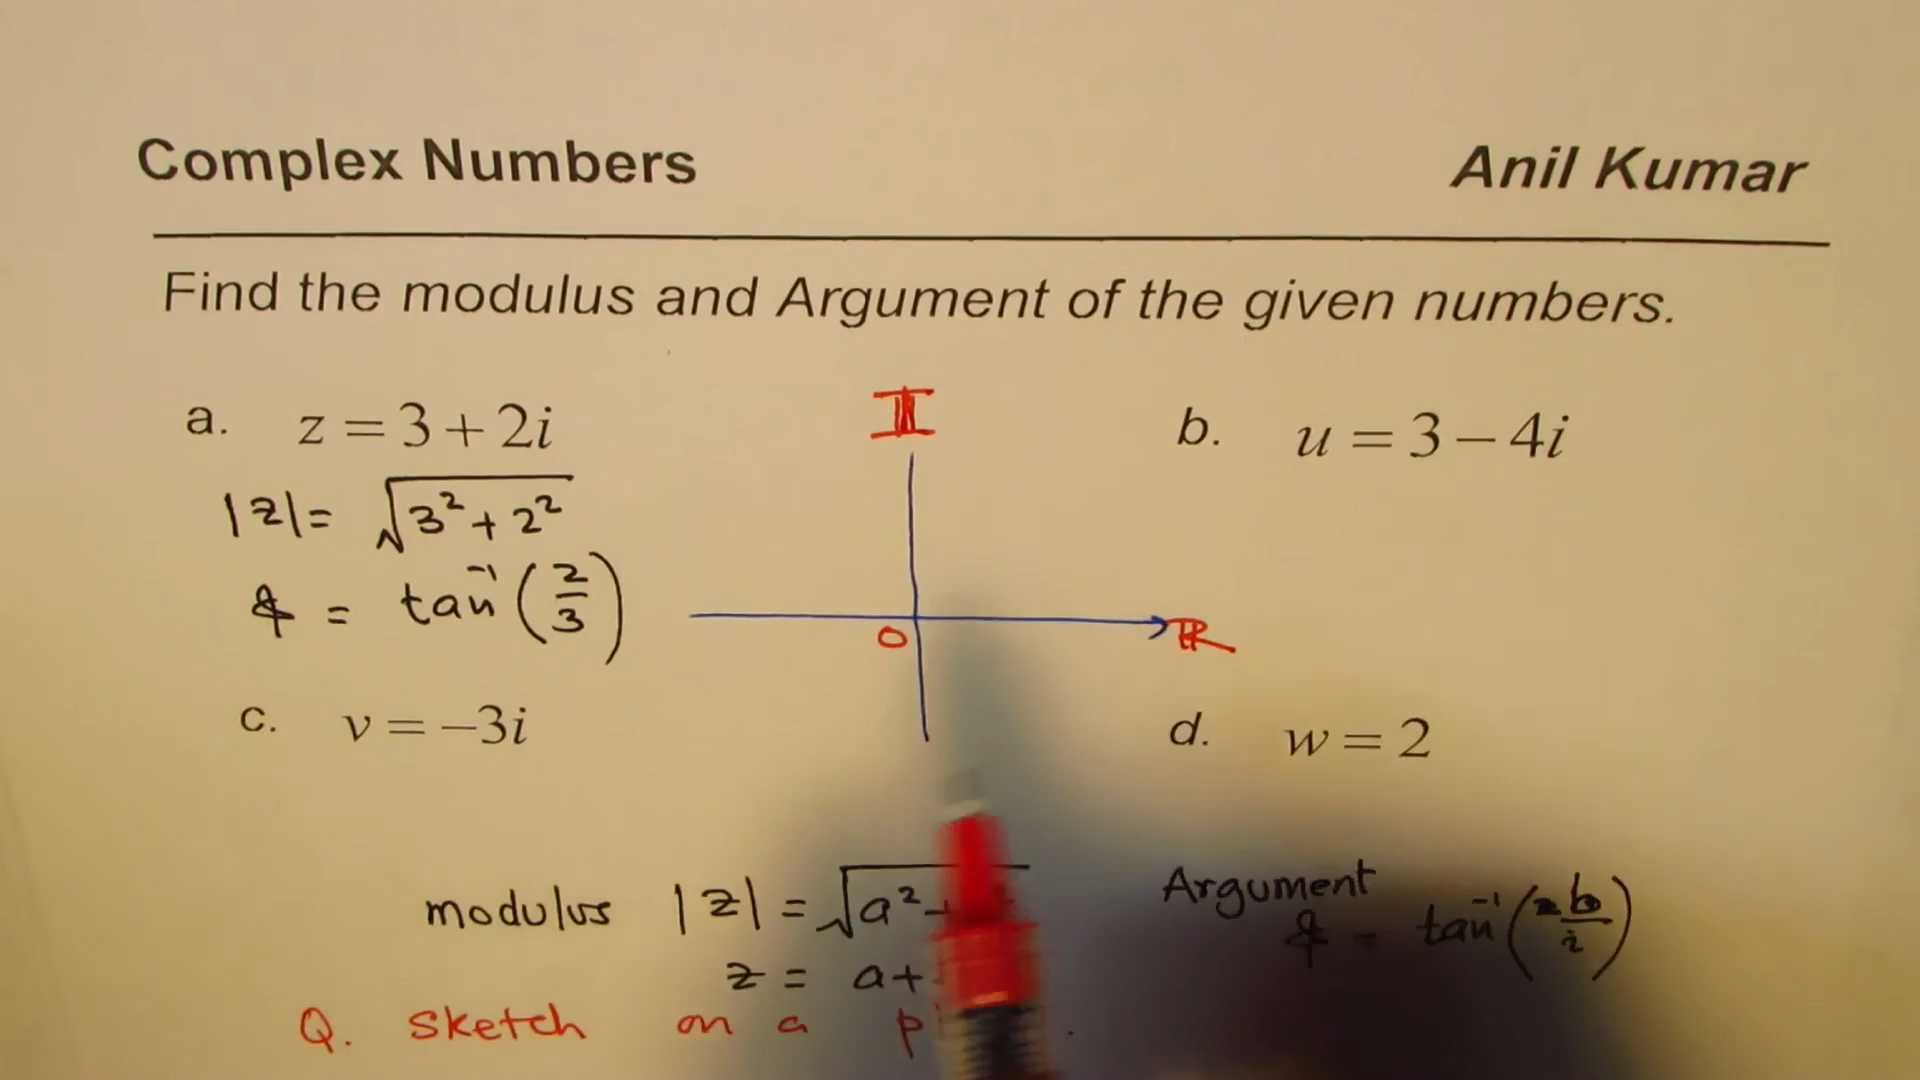 Complex Numbers Anil Kumar
Find the modulus and Argument of the given numbers.
a. z = 3 + 2i
b. u = 3 − 4i
|z| = √(3² + 2²)
= tan⁻¹(2/3)
I
O
R
c. v = −3i
d. w = 2
modulus |z| = √a²
Argument
= tan⁻¹(b/i)
z = a+
Q. sketch on a